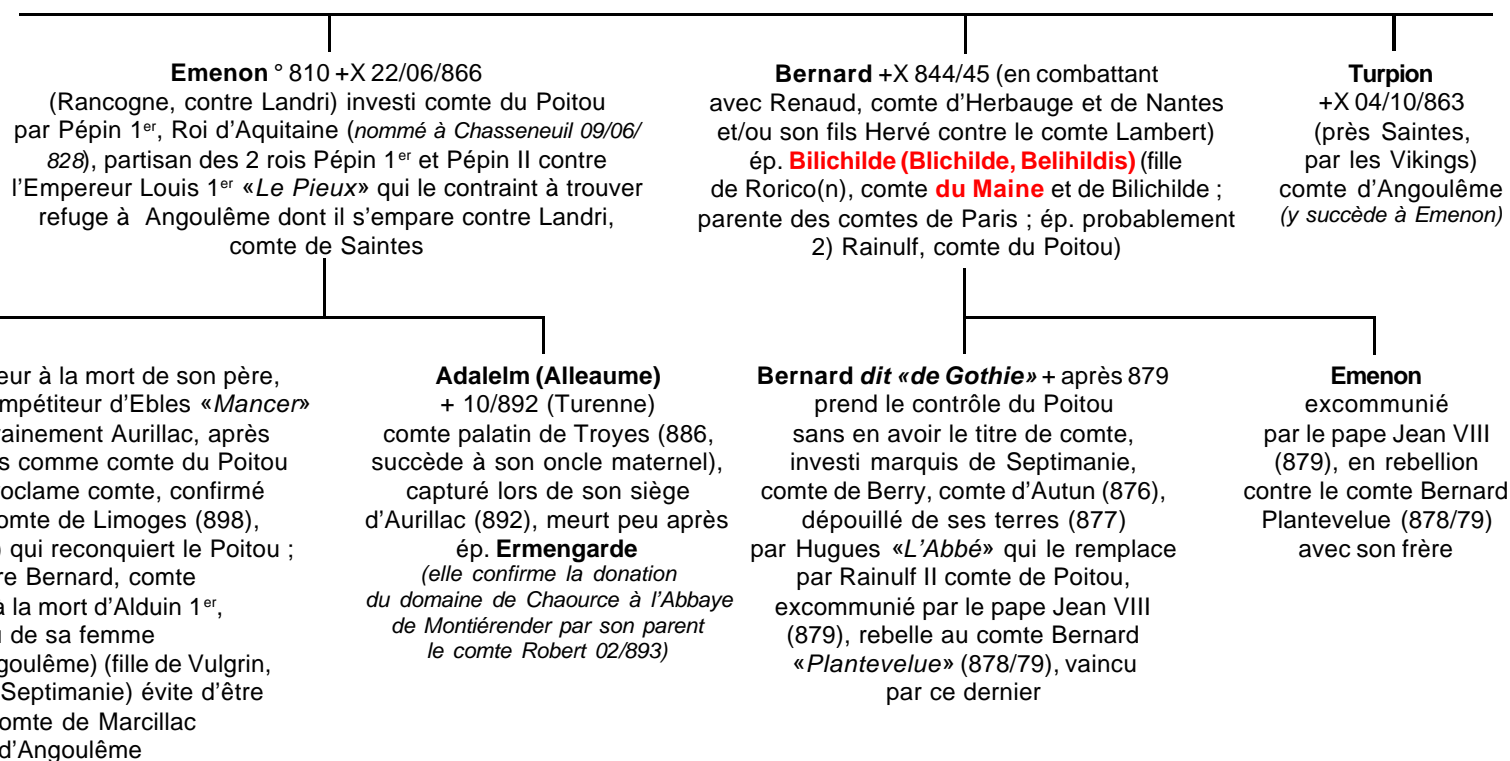 Emenon ° 810 +X 22/06/866
(Rancogne, contre Landri) investi comte du Poitou
par Pépin 1er, Roi d'Aquitaine (nommé à Chasseneuil 09/06/
828), partisan des 2 rois Pépin 1er et Pépin II contre
l'Empereur Louis 1er «Le Pieux» qui le contraint à trouver
refuge à Angoulême dont il s'empare contre Landri,
comte de Saintes
Bernard +X 844/45 (en combattant
avec Renaud, comte d'Herbauge et de Nantes
et/ou son fils Hervé contre le comte Lambert)
ép. Bilichilde (Blichilde, Belihildis) (fille
de Rorico(n), comte du Maine et de Bilichilde ;
parente des comtes de Paris ; ép. probablement
2) Rainulf, comte du Poitou)
Turpion
+X 04/10/863
(près Saintes,
par les Vikings)
comte d'Angoulême
(y succède à Emenon)
eur à la mort de son père,
mpétiteur d'Ebles «Mancer»
ainement Aurillac, après
s comme comte du Poitou
oclame comte, confirmé
omte de Limoges (898),
) qui reconquiert le Poitou ;
re Bernard, comte
à la mort d'Alduin 1er,
u de sa femme
goulême) (fille de Vulgrin,
Septimanie) évite d'être
omte de Marcillac
d'Angoulême
Adalelm (Alleaume)
+ 10/892 (Turenne)
comte palatin de Troyes (886,
succède à son oncle maternel),
capturé lors de son siège
d'Aurillac (892), meurt peu après
ép. Ermengarde
(elle confirme la donation
du domaine de Chaource à l'Abbaye
de Montiérender par son parent
le comte Robert 02/893)
Bernard dit «de Gothie» + après 879
prend le contrôle du Poitou
sans en avoir le titre de comte,
investi marquis de Septimanie,
comte de Berry, comte d'Autun (876),
dépouillé de ses terres (877)
par Hugues «L'Abbé» qui le remplace
par Rainulf II comte de Poitou,
excommunié par le pape Jean VIII
(879), rebelle au comte Bernard
«Plantevelue» (878/79), vaincu
par ce dernier
Emenon
excommunié
par le pape Jean VIII
(879), en rebellion
contre le comte Bernard
Plantevelue (878/79)
avec son frère